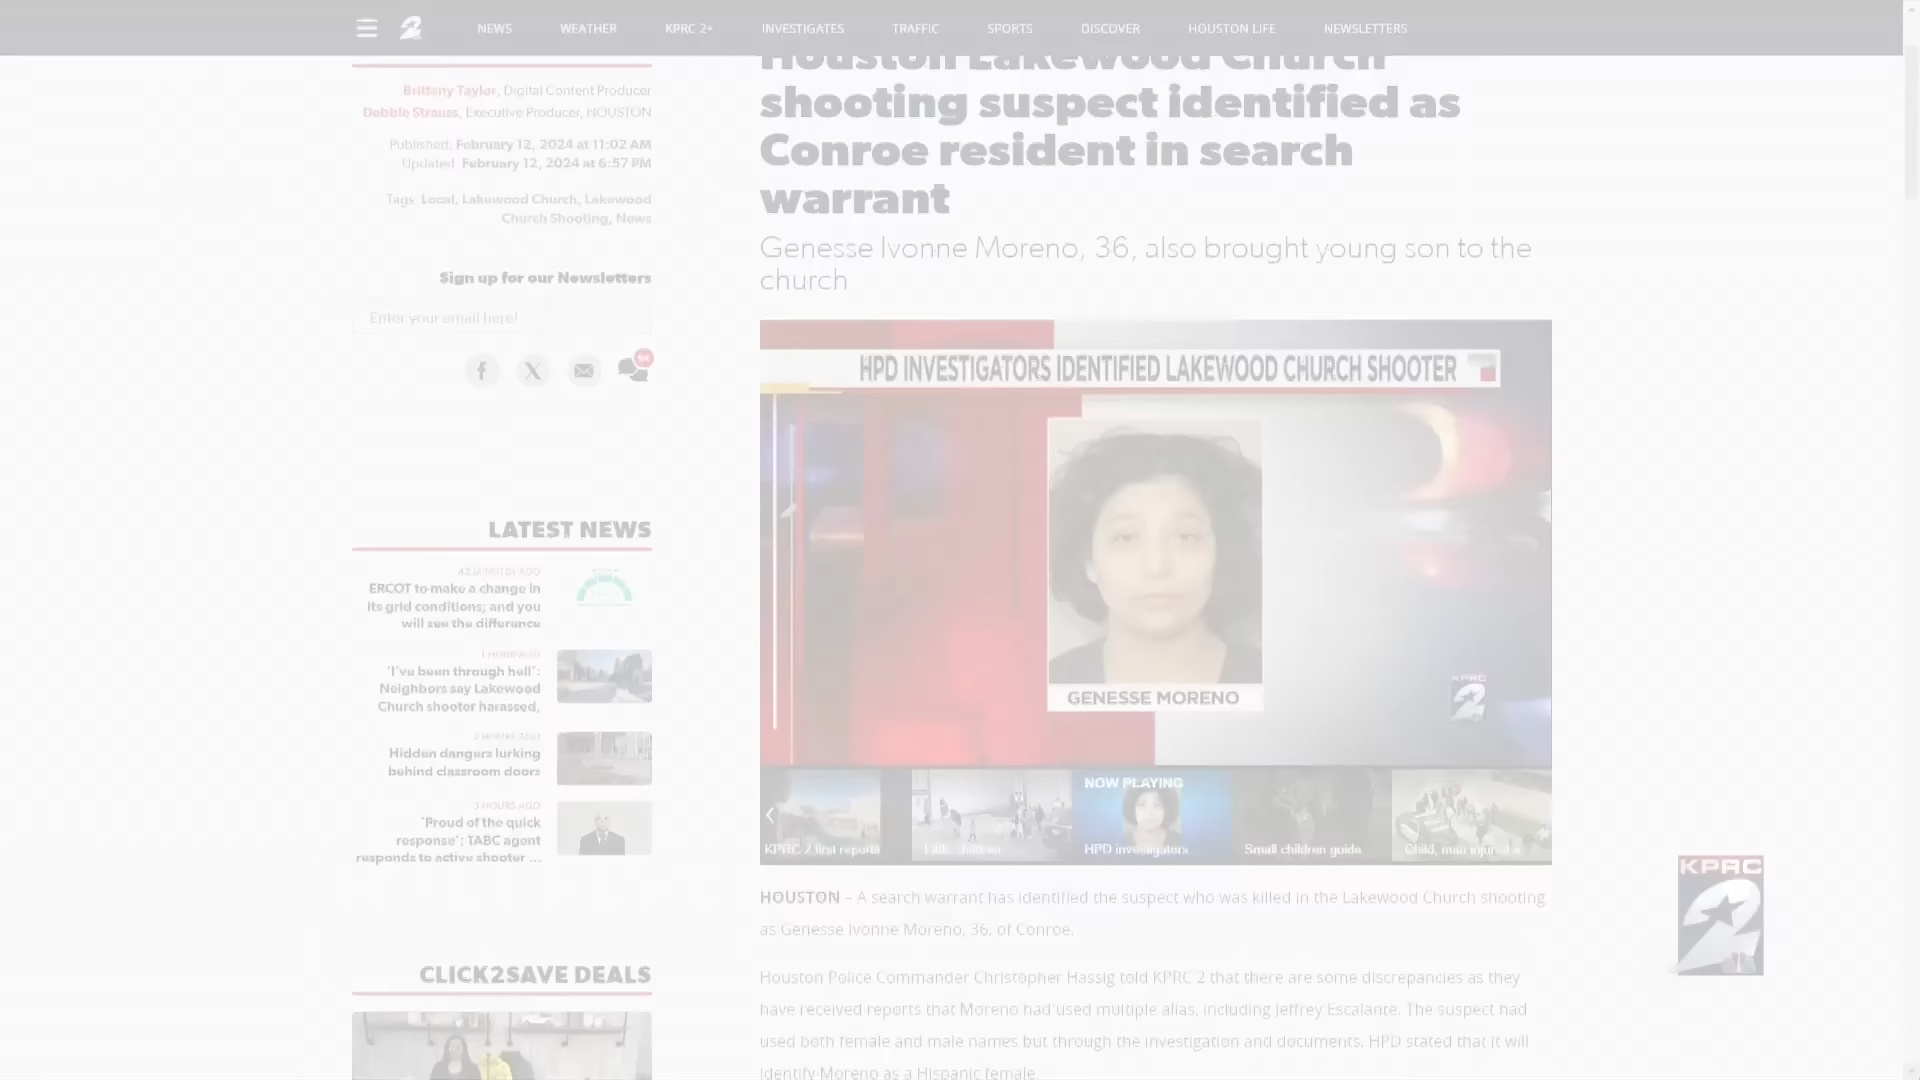 2
NEWS
WEATHER
KPRC 2+
INVESTIGATES
TRAFFIC
SPORTS
DISCOVER
HOUSTON LIFE
NEWSLETTERS
Brittany Taylor, Digital Content Producer
Debbie Strauss, Executive Producer, HOUSTON
Published: February 12, 2024 at 11:02 AM
Updated: February 12, 2024 at 6:57 PM
Tags: Local, Lakewood Church, Lakewood
Church Shooting, News
Sign up for our Newsletters
Enter your email here!
LATEST NEWS
42 MINUTES AGO
ERCOT to make a change in
its grid conditions; and you
will see the difference
1 HOUR AGO
'I've been through hell':
Neighbors say Lakewood
Church shooter harassed,
2 HOURS AGO
Hidden dangers lurking
behind classroom doors
3 HOURS AGO
'Proud of the quick
response': TABC agent
responds to active shooter ...
CLICK2SAVE DEALS
Houston Lakewood Church
shooting suspect identified as
Conroe resident in search
warrant
Genesse Ivonne Moreno, 36, also brought young son to the
church
HPD INVESTIGATORS IDENTIFIED LAKEWOOD CHURCH SHOOTER
GENESSE MORENO
KPRC
2
NOW PLAYING
KPRC 2 first reports
Little children
HPD investigators
Small children guide
Child, man injured a
HOUSTON – A search warrant has identified the suspect who was killed in the Lakewood Church shooting
as Genesse Ivonne Moreno, 36, of Conroe.
Houston Police Commander Christopher Hassig told KPRC 2 that there are some discrepancies as they
have received reports that Moreno had used multiple alias, including Jeffrey Escalante. The suspect had
used both female and male names but through the investigation and documents, HPD stated that it will
identify Moreno as a Hispanic female.
KPRC
2